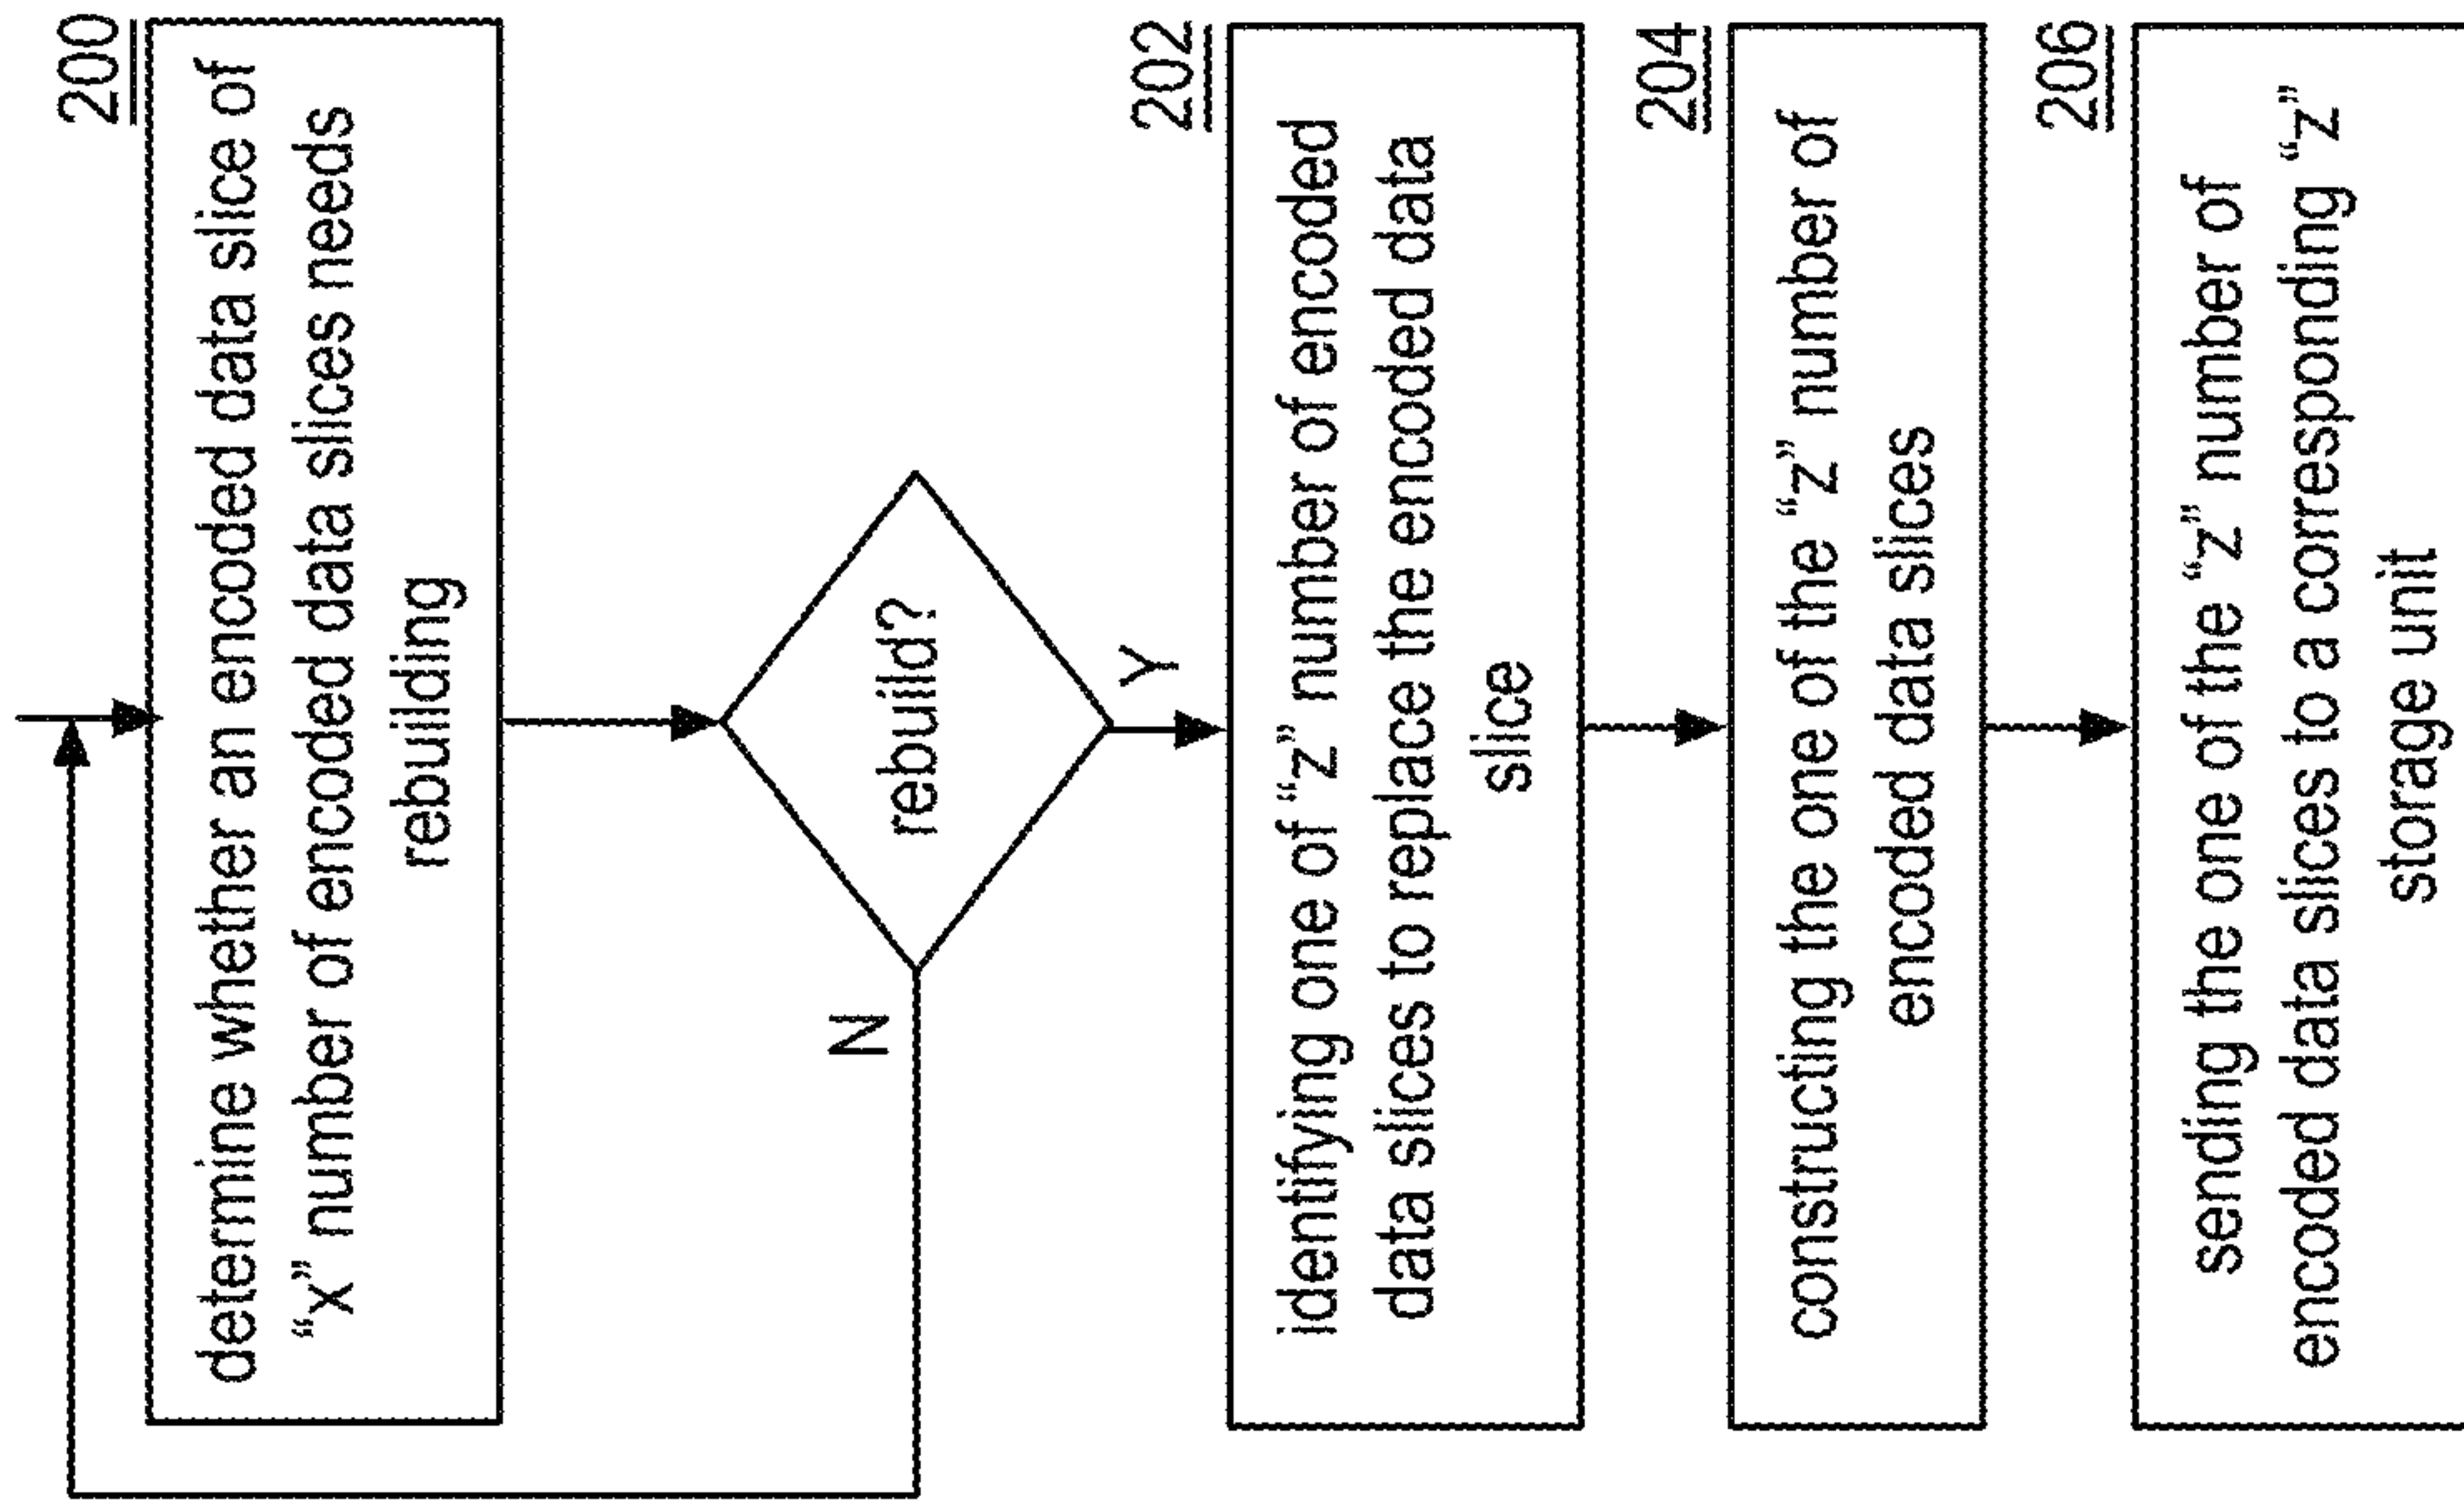 200
determine whether an encoded data slice of
“x” number of encoded data slices needs
rebuilding
rebuild?
N
Y
202
identifying one of “z” number of encoded
data slices to replace the encoded data
slice
204
constructing the one of the “z” number of
encoded data slices
206
sending the one of the “z” number of
encoded data slices to a corresponding “z”
storage unit